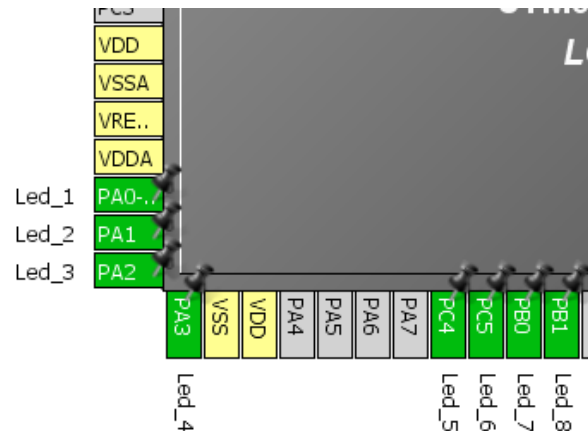 VDD
VSSA
VRE..
VDDA
Led_1 PA0-..
Led_2 PA1
Led_3 PA2
PA3
VSS
VDD
PA4
PA5
PA6
PA7
PC4
PC5
PB0
PB1
Led_4
Led_5
Led_6
Led_7
Led_8